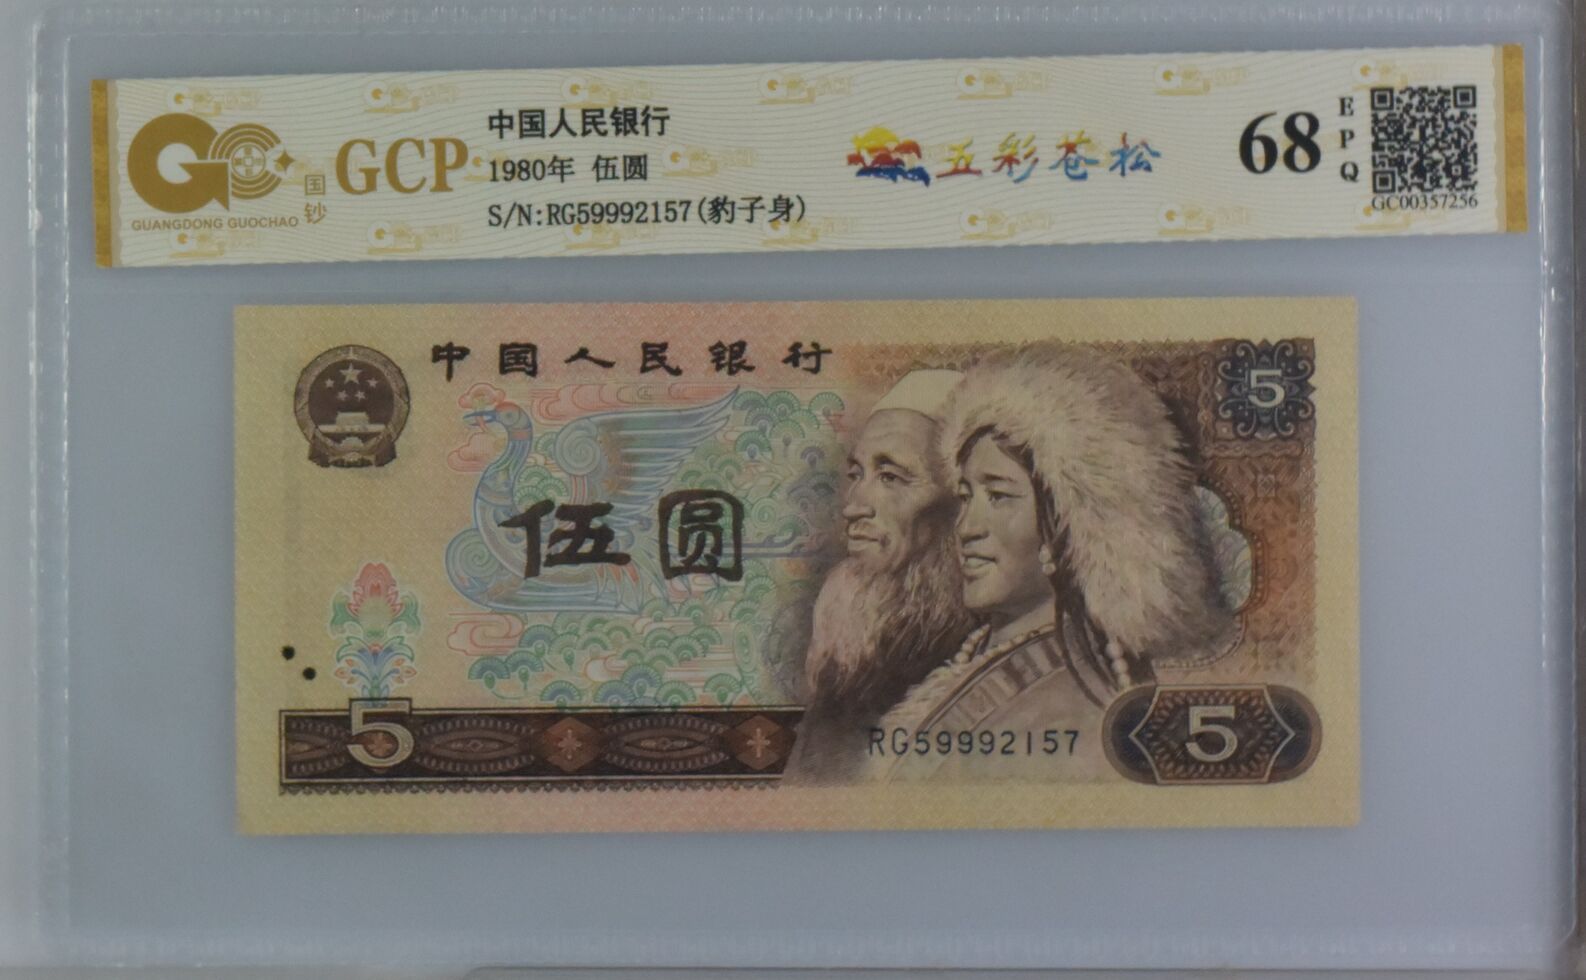 中国人民银行
1980年 伍圆
S/N:RG59992157(豹子身)
GCP
国钞
GUANGDONG GUOCHAO
五彩苍松
68
EPQ
GC00357256
中国人民银行
5
伍圆
5
RG59992157
5